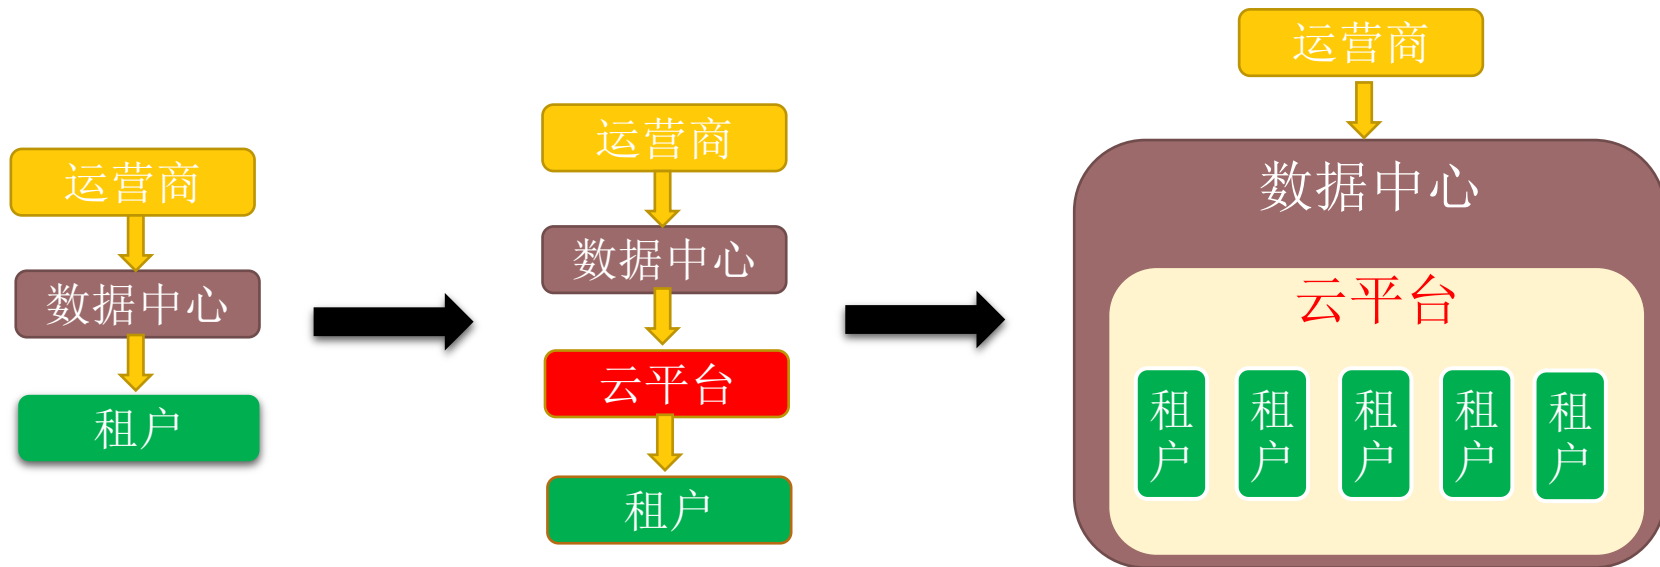 运营商
数据中心
租户
运营商
数据中心
云平台
租户
运营商
数据中心
云平台
租
户
租
户
租
户
租
户
租
户